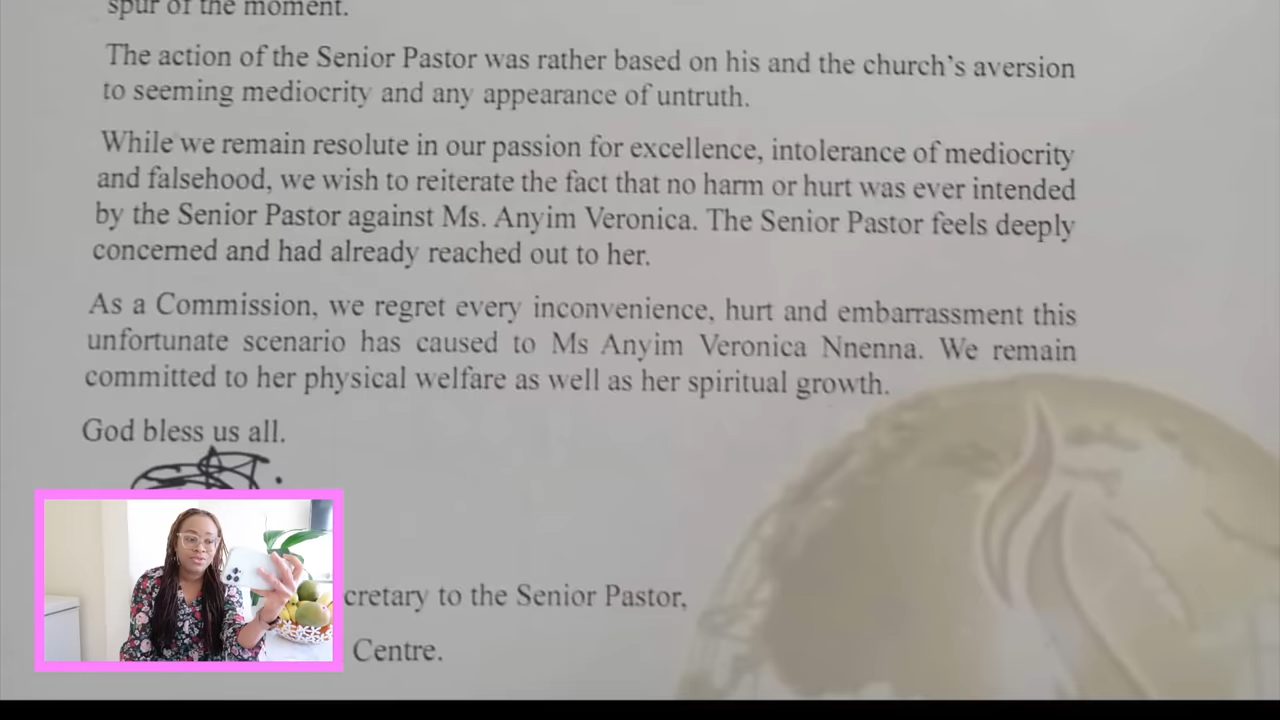 spur of the moment.
The action of the Senior Pastor was rather based on his and the church's aversion
to seeming mediocrity and any appearance of untruth.
While we remain resolute in our passion for excellence, intolerance of mediocrity
and falsehood, we wish to reiterate the fact that no harm or hurt was ever intended
by the Senior Pastor against Ms. Anyim Veronica. The Senior Pastor feels deeply
concerned and had already reached out to her.
As a Commission, we regret every inconvenience, hurt and embarrassment this
unfortunate scenario has caused to Ms Anyim Veronica Nnenna. We remain
committed to her physical welfare as well as her spiritual growth.
God bless us all.
cretary to the Senior Pastor,
Centre.